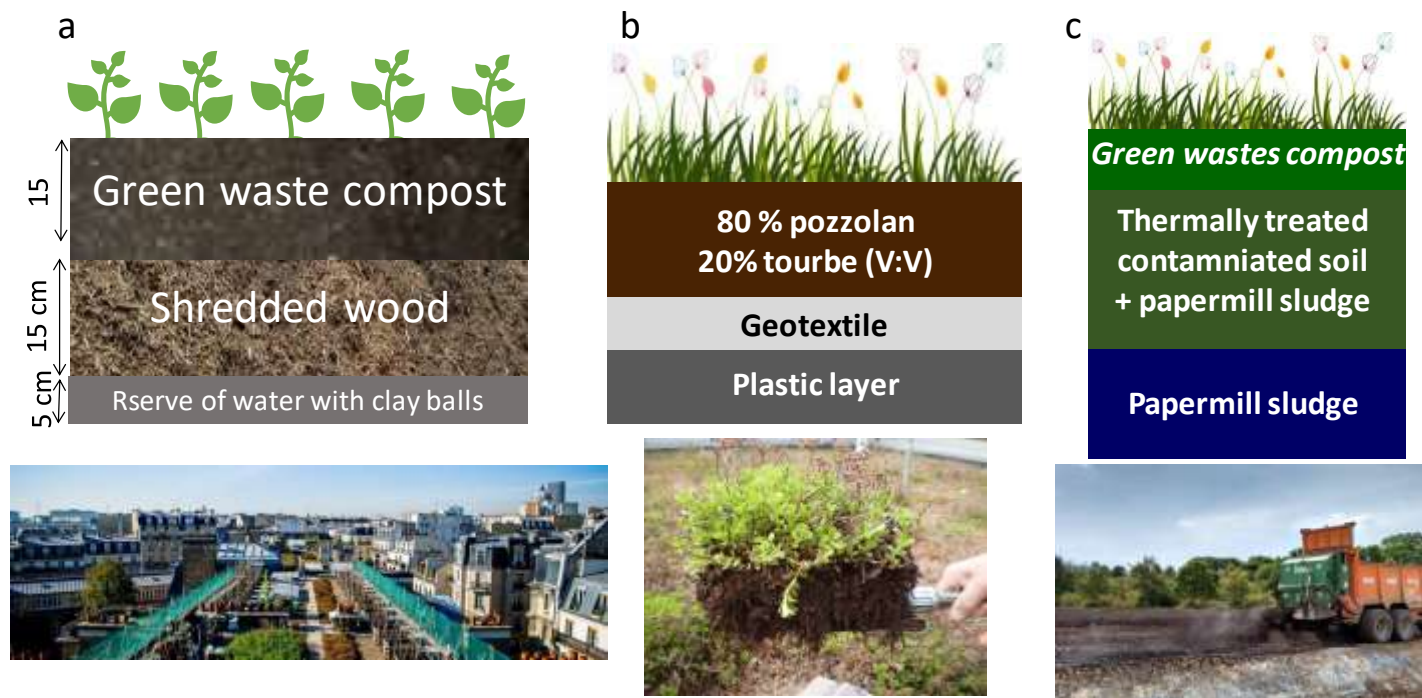 a
15
Green waste compost
15 cm
Shredded wood
5 cm
Rserve of water with clay balls
b
80 % pozzolan
20% tourbe (V:V)
Geotextile
Plastic layer
c
Green wastes compost
Thermally treated
contamniated soil
+ papermill sludge
Papermill sludge